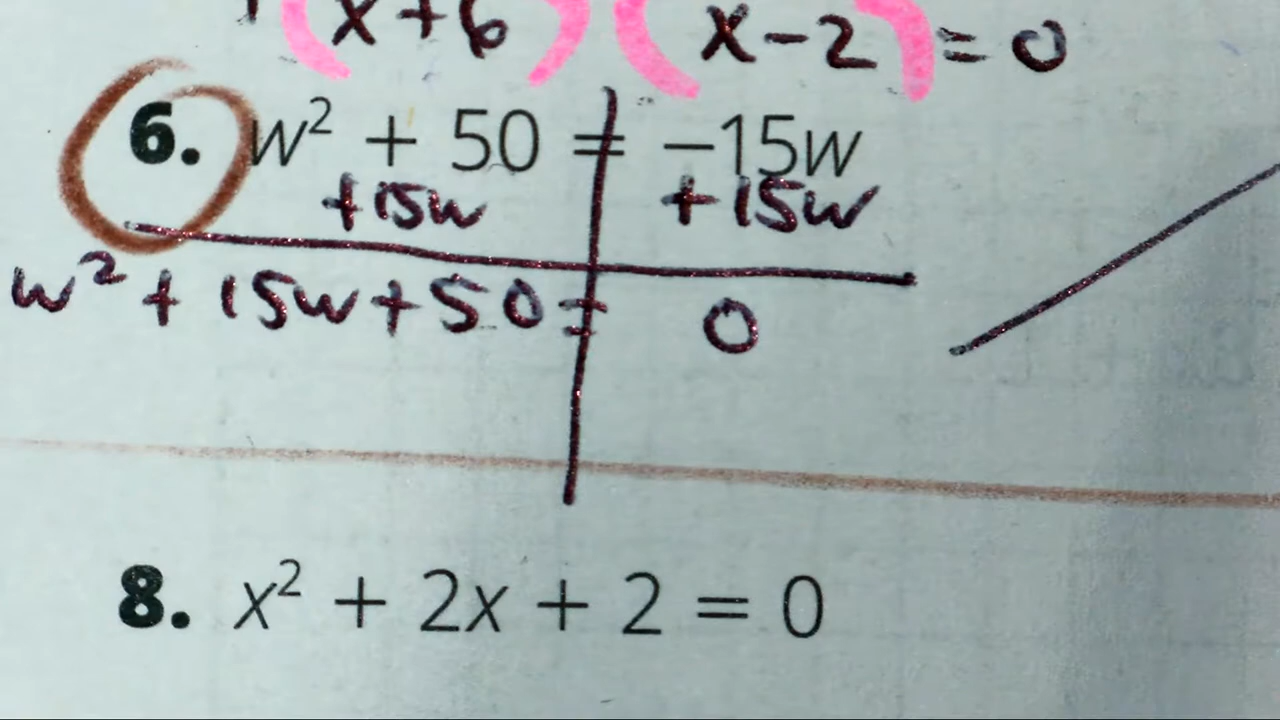 (x+6)(x-2)=0
6. w² + 50 = -15w
+15w +15w
w² + 15w + 50 = 0
8. x² + 2x + 2 = 0